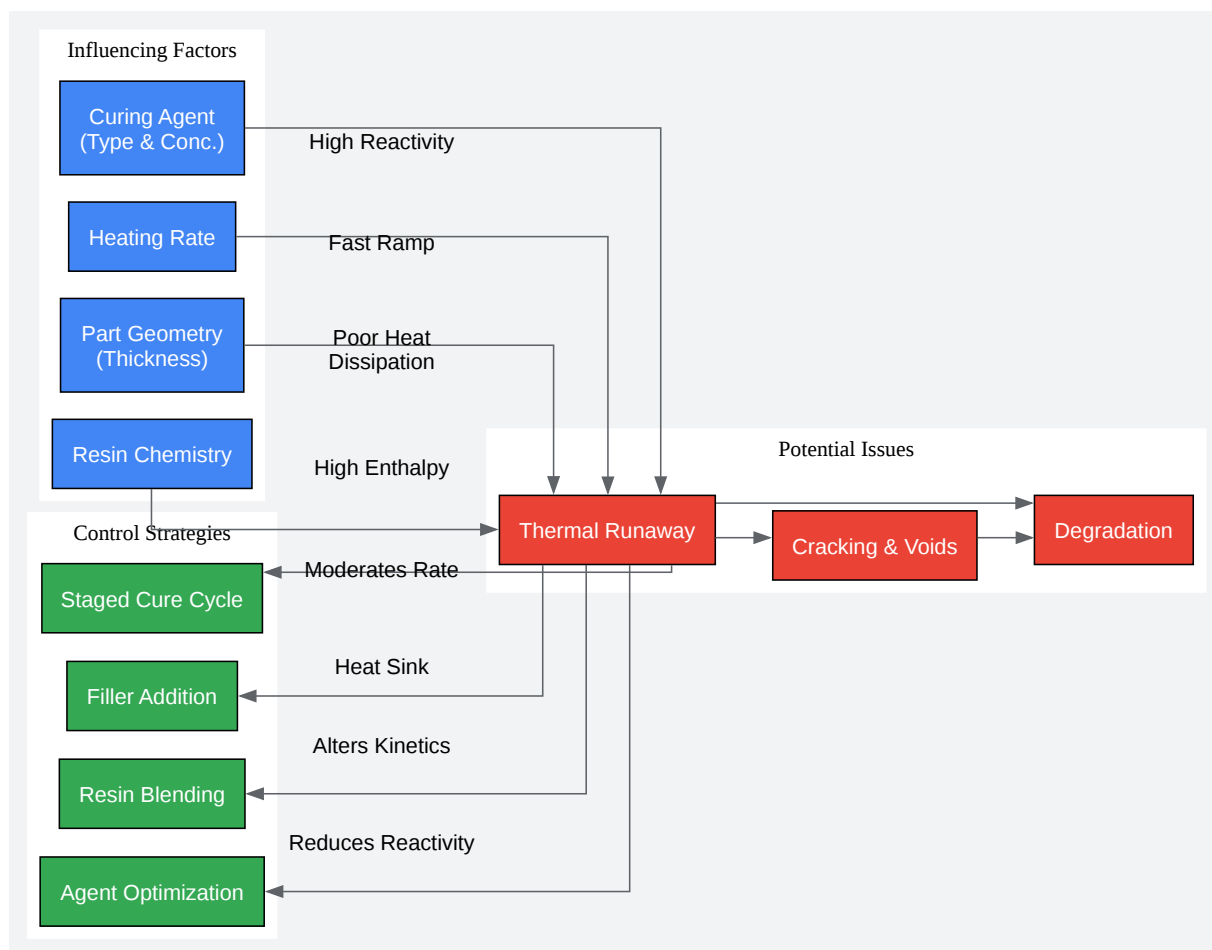 Influencing Factors
Curing Agent
(Type & Conc.)
High Reactivity
Heating Rate
Fast Ramp
Part Geometry
(Thickness)
Poor Heat
Dissipation
Resin Chemistry
High Enthalpy
Potential Issues
Thermal Runaway
Cracking & Voids
Degradation
Control Strategies
Moderates Rate
Staged Cure Cycle
Heat Sink
Filler Addition
Alters Kinetics
Resin Blending
Reduces Reactivity
Agent Optimization